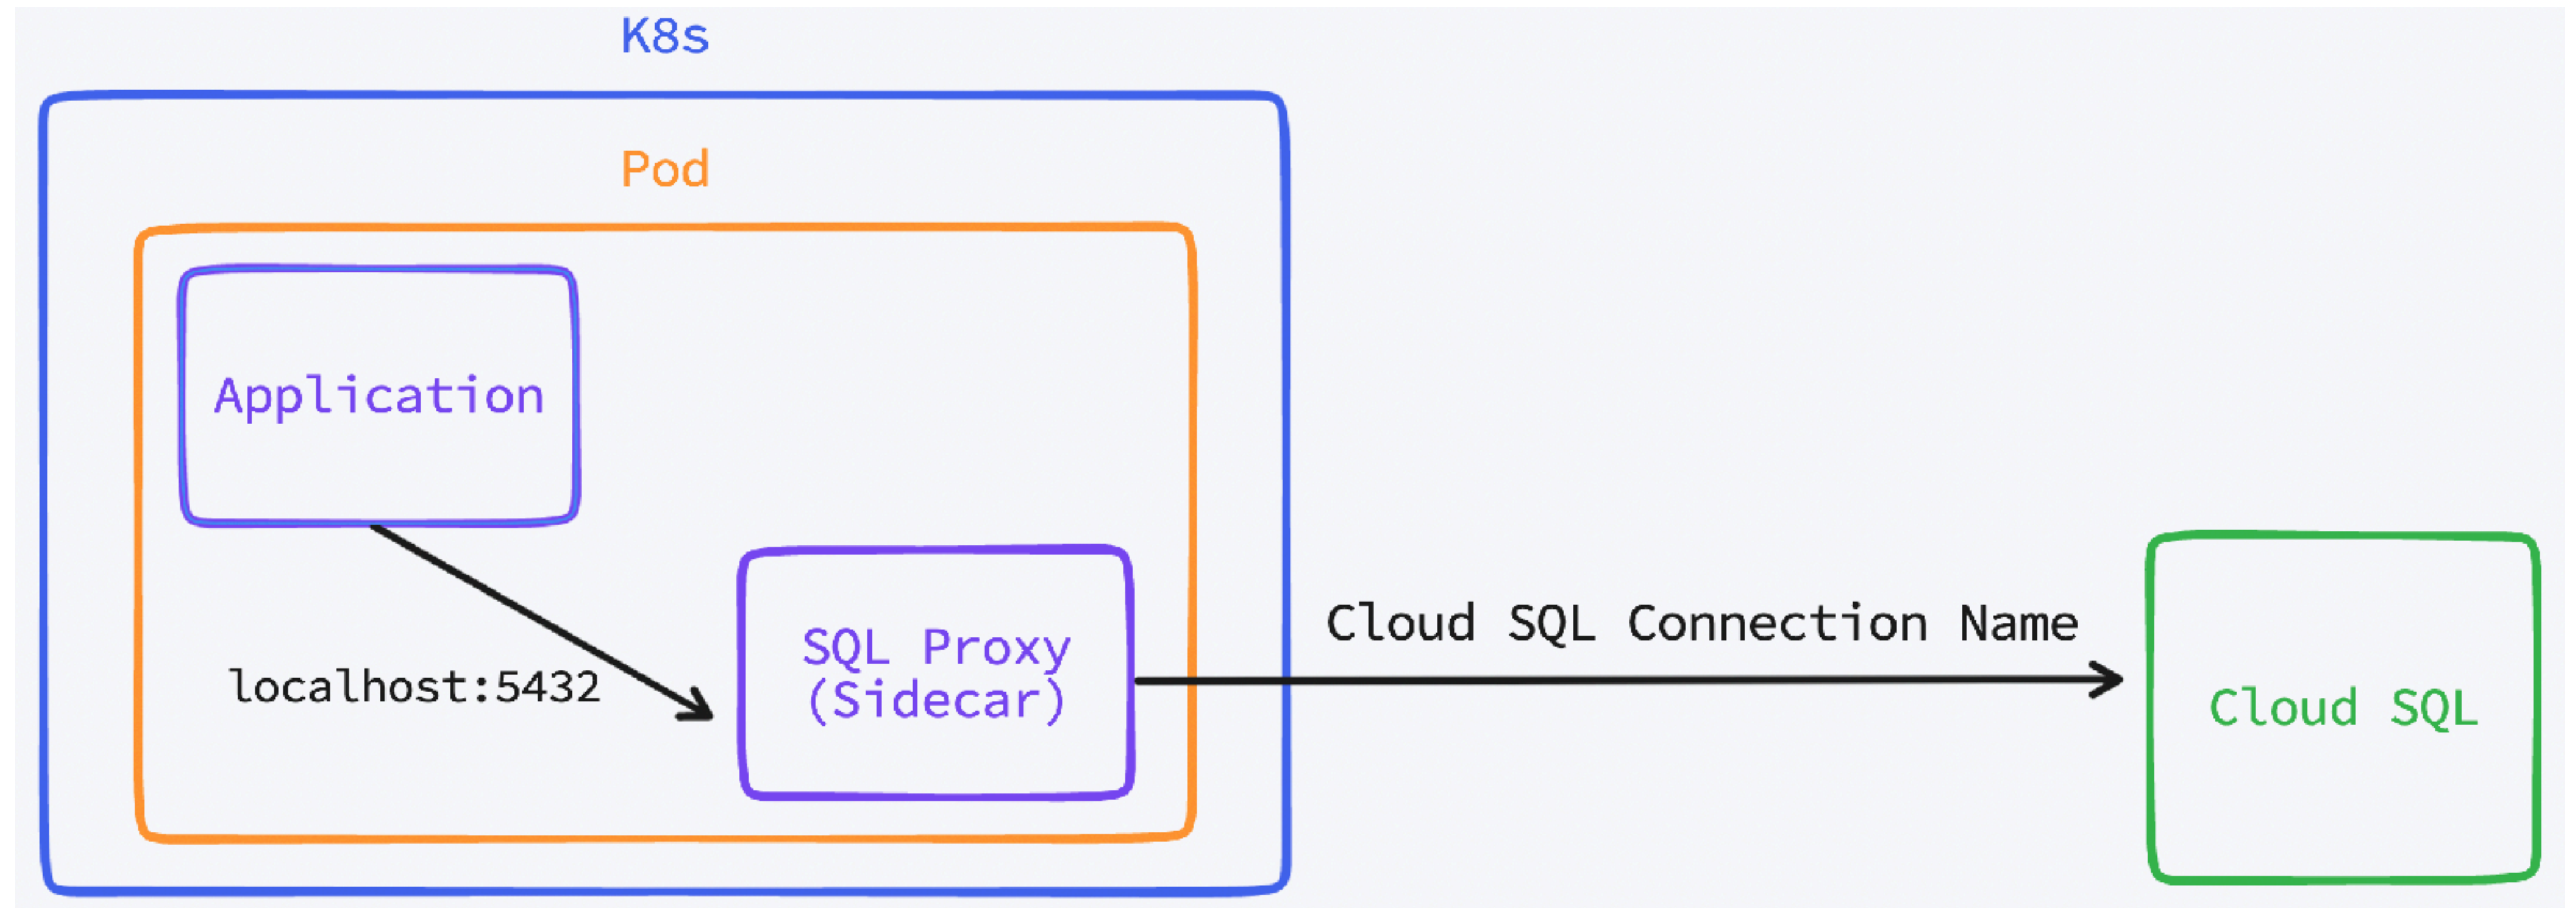 K8s
Pod
Application
localhost:5432
SQL Proxy
(Sidecar)
Cloud SQL Connection Name
Cloud SQL